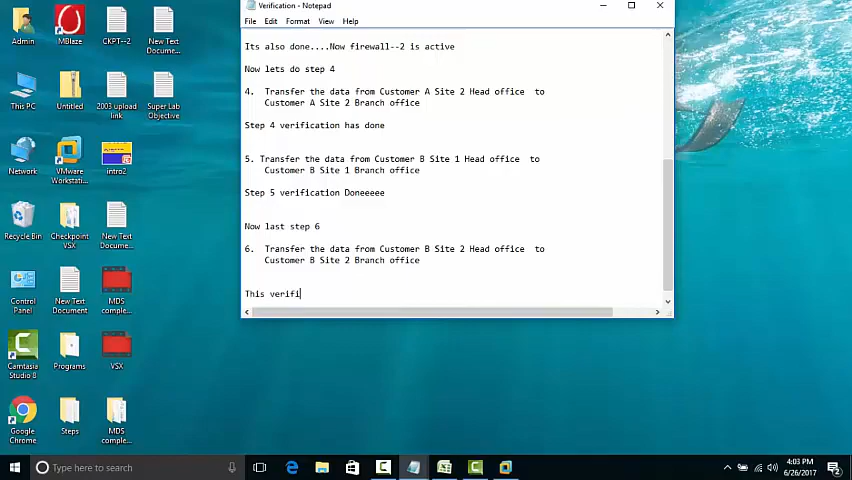 Verification - Notepad
File Edit Format View Help
Its also done....Now firewall--2 is active
Now lets do step 4
4. Transfer the data from Customer A Site 2 Head office to
Customer A Site 2 Branch office
Step 4 verification has done
5. Transfer the data from Customer B Site 1 Head office to
Customer B Site 1 Branch office
Step 5 verification Doneeeee
Now last step 6
6. Transfer the data from Customer B Site 2 Head office to
Customer B Site 2 Branch office
This verifi
Admin
MBlaze
CKPT--2
New Text
Docume...
This PC
Untitled
2003 upload
link
Super Lab
Objective
Network
VMware
Workstati...
intro2
Recycle Bin
Checkpoint
VSX
New Text
Docume...
Control
Panel
New Text
Document
MDS
comple...
Camtasia
Studio 8
Programs
VSX
Google
Chrome
Steps
MDS
comple...
Type here to search
4:03 PM
6/26/2017
2